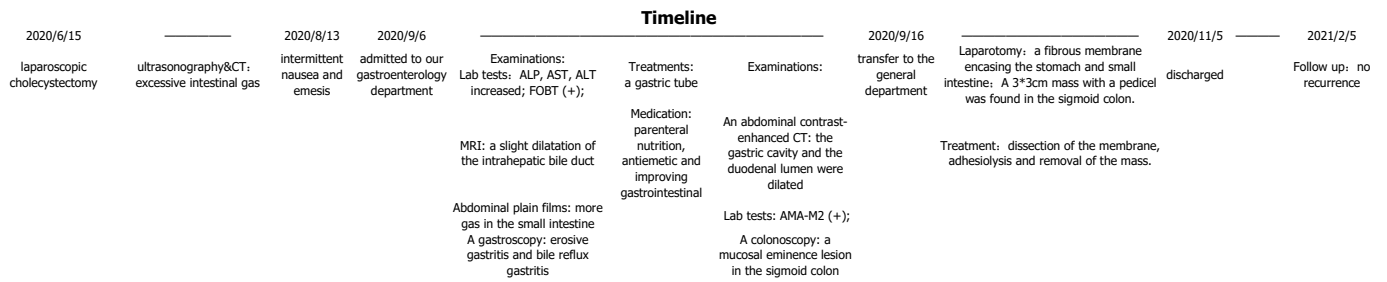 Timeline
2020/6/15
2020/8/13
2020/9/6
2020/9/16
2020/11/5
2021/2/5
laparoscopic
cholecystectomy
ultrasonography&CT：
excessive intestinal gas
intermittent
nausea and
emesis
admitted to our
gastroenterology
department
Examinations:
Lab tests： ALP, AST, ALT
increased; FOBT (+);
MRI: a slight dilatation of
the intrahepatic bile duct
Abdominal plain films: more
gas in the small intestine
A gastroscopy: erosive
gastritis and bile reflux
gastritis
Treatments:
a gastric tube
Medication:
parenteral
nutrition,
antiemetic and
improving
gastrointestinal
Examinations:
An abdominal contrast-
enhanced CT: the
gastric cavity and the
duodenal lumen were
dilated
Lab tests: AMA-M2 (+);
A colonoscopy: a
mucosal eminence lesion
in the sigmoid colon
transfer to the
general
department
Laparotomy： a fibrous membrane
encasing the stomach and small
intestine；A 3*3cm mass with a pedicel
was found in the sigmoid colon.
Treatment：dissection of the membrane,
adhesiolysis and removal of the mass.
discharged
Follow up：no
recurrence